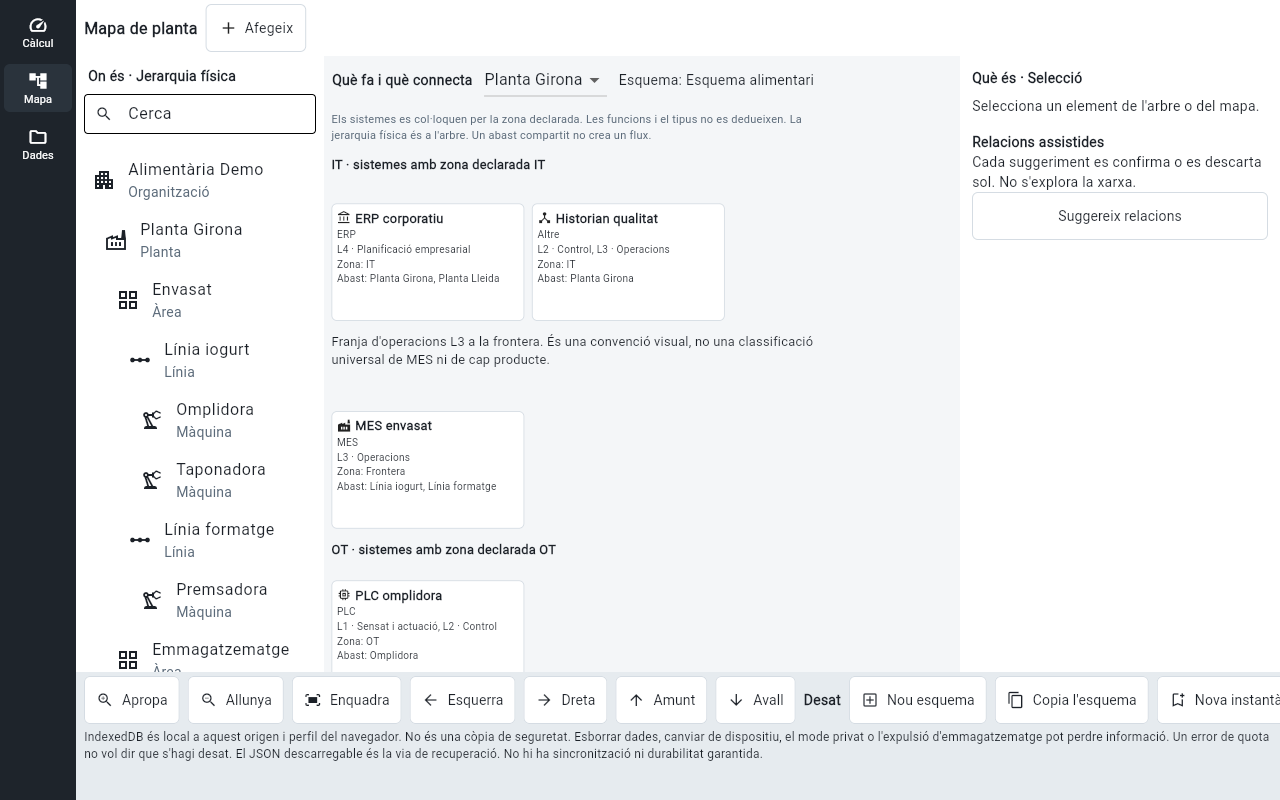 Càlcul
Mapa
Dades
Mapa de planta
Afegeix
On és · Jerarquia física
Cerca
Alimentària Demo
Organització
Planta Girona
Planta
Envasat
Àrea
Línia iogurt
Línia
Omplidora
Màquina
Taponadora
Màquina
Línia formatge
Línia
Premsadora
Màquina
Emmagatzematge
Àrea
Què fa i què connecta
Planta Girona
Esquema: Esquema alimentari
Els sistemes es col·loquen per la zona declarada. Les funcions i el tipus no es dedueixen. La
jerarquia física és a l'arbre. Un abast compartit no crea un flux.
IT · sistemes amb zona declarada IT
ERP corporatiu
ERP
L4 · Planificació empresarial
Zona: IT
Abast: Planta Girona, Planta Lleida
Historian qualitat
Altre
L2 · Control, L3 · Operacions
Zona: IT
Abast: Planta Girona
Franja d'operacions L3 a la frontera. És una convenció visual, no una classificació
universal de MES ni de cap producte.
MES envasat
MES
L3 · Operacions
Zona: Frontera
Abast: Línia iogurt, Línia formatge
OT · sistemes amb zona declarada OT
PLC omplidora
PLC
L1 · Sensat i actuació, L2 · Control
Zona: OT
Abast: Omplidora
Què és · Selecció
Selecciona un element de l'arbre o del mapa.
Relacions assistides
Cada suggeriment es confirma o es descarta
sol. No s'explora la xarxa.
Suggereix relacions
Apropa
Allunya
Enquadra
Esquerra
Dreta
Amunt
Avall
Desat
Nou esquema
Copia l'esquema
Nova instantà
IndexedDB és local a aquest origen i perfil del navegador. No és una còpia de seguretat. Esborrar dades, canviar de dispositiu, el mode privat o l'expulsió d'emmagatzematge pot perdre informació. Un error de quota
no vol dir que s'hagi desat. El JSON descarregable és la via de recuperació. No hi ha sincronització ni durabilitat garantida.